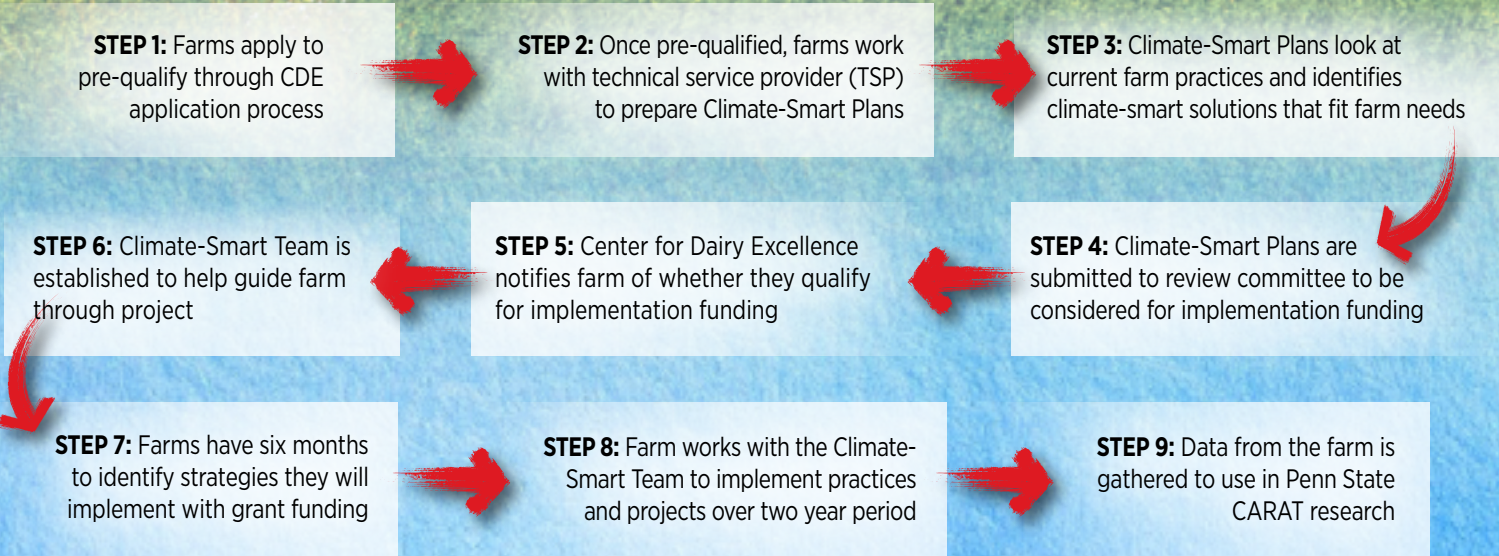 STEP 1: Farms apply to
pre-qualify through CDE
application process
STEP 2: Once pre-qualified, farms work
with technical service provider (TSP)
to prepare Climate-Smart Plans
STEP 3: Climate-Smart Plans look at
current farm practices and identifies
climate-smart solutions that fit farm needs
STEP 4: Climate-Smart Plans are
submitted to review committee to be
considered for implementation funding
STEP 5: Center for Dairy Excellence
notifies farm of whether they qualify
for implementation funding
STEP 6: Climate-Smart Team is
established to help guide farm
through project
STEP 7: Farms have six months
to identify strategies they will
implement with grant funding
STEP 8: Farm works with the Climate-
Smart Team to implement practices
and projects over two year period
STEP 9: Data from the farm is
gathered to use in Penn State
CARAT research